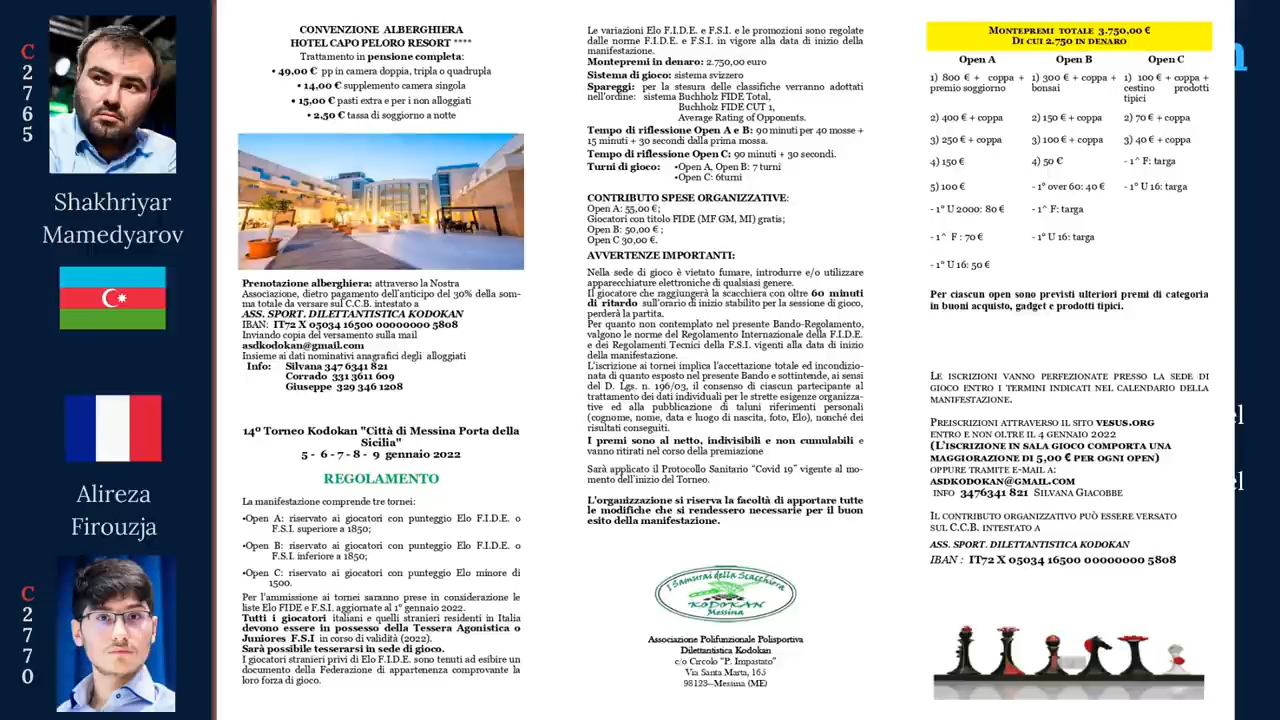 C
2
7
6
5
Shakhriyar
Mamedyarov
Alireza
Firouzja
C
2
7
7
0
CONVENZIONE ALBERGHIERA
HOTEL CAPO PELORO RESORT ****
Trattamento in pensione completa:
• 49,00 € pp in camera doppia, tripla o quadrupla
• 14,00 € supplemento camera singola
• 15,00 € pasti extra e per i non alloggiati
• 2,50 € tassa di soggiorno a notte
Prenotazione alberghiera: attraverso la Nostra
Associazione, dietro pagamento dell'anticipo del 30% della som-
ma totale da versare sul C.C.B. intestato a
ASS. SPORT. DILETTANTISTICA KODOKAN
IBAN: IT72 X 05034 16500 00000000 5808
Inviando copia del versamento sulla mail
asdkodokan@gmail.com
Insieme ai dati nominativi anagrafici degli alloggiati
Info: Silvana 347 6341 821
Corrado 331 3611 609
Giuseppe 329 346 1208
14º Torneo Kodokan "Città di Messina Porta della
Sicilia"
5 - 6 - 7 - 8 - 9 gennaio 2022
REGOLAMENTO
La manifestazione comprende tre tornei:
•Open A: riservato ai giocatori con punteggio Elo F.I.D.E. o
F.S.I. superiore a 1850;
•Open B: riservato ai giocatori con punteggio Elo F.I.D.E. o
F.S.I. inferiore a 1850;
•Open C: riservato ai giocatori con punteggio Elo minore di
1500.
Per l'ammissione ai tornei saranno prese in considerazione le
liste Elo FIDE e F.S.I. aggiornate al 1° gennaio 2022.
Tutti i giocatori italiani e quelli stranieri residenti in Italia
devono essere in possesso della Tessera Agonistica o
Juniores F.S.I in corso di validità (2022).
Sarà possibile tesserarsi in sede di gioco.
I giocatori stranieri privi di Elo F.I.D.E. sono tenuti ad esibire un
documento della Federazione di appartenenza comprovante la
loro forza di gioco.
Le variazioni Elo F.I.D.E. e F.S.I. e le promozioni sono regolate
dalle norme F.I.D.E. e F.S.I. in vigore alla data di inizio della
manifestazione.
Montepremi in denaro: 2.750,00 euro
Sistema di gioco: sistema svizzero
Spareggi: per la stesura delle classifiche verranno adottati
nell'ordine: sistema Buchholz FIDE Total,
Buchholz FIDE CUT 1,
Average Rating of Opponents.
Tempo di riflessione Open A e B: 90 minuti per 40 mosse +
15 minuti + 30 secondi dalla prima mossa.
Tempo di riflessione Open C: 90 minuti + 30 secondi.
Turni di gioco: •Open A, Open B: 7 turni
•Open C: 6turni
CONTRIBUTO SPESE ORGANIZZATIVE:
Open A: 55,00 €;
Giocatori con titolo FIDE (MF GM, MI) gratis;
Open B: 50,00 € ;
Open C 30,00 €.
AVVERTENZE IMPORTANTI:
Nella sede di gioco è vietato fumare, introdurre e/o utilizzare
apparecchiature elettroniche di qualsiasi genere.
Il giocatore che raggiungerà la scacchiera con oltre 60 minuti
di ritardo sull'orario di inizio stabilito per la sessione di gioco,
perderà la partita.
Per quanto non contemplato nel presente Bando-Regolamento,
valgono le norme del Regolamento Internazionale della F.I.D.E.
e dei Regolamenti Tecnici della F.S.I. vigenti alla data di inizio
della manifestazione.
L'iscrizione ai tornei implica l'accettazione totale ed incondizio-
nata di quanto esposto nel presente Bando e sottintende, ai sensi
del D. Lgs. n. 196/03, il consenso di ciascun partecipante al
trattamento dei dati individuali per le strette esigenze organizza-
tive ed alla pubblicazione di taluni riferimenti personali
(cognome, nome, data e luogo di nascita, foto, Elo), nonché dei
risultati conseguiti.
I premi sono al netto, indivisibili e non cumulabili e
vanno ritirati nel corso della premiazione
Sarà applicato il Protocollo Sanitario "Covid 19" vigente al mo-
mento dell'inizio del Torneo.
L'organizzazione si riserva la facoltà di apportare tutte
le modifiche che si rendessero necessarie per il buon
esito della manifestazione.
I Samurai della Scacchiera
KODOKAN
Messina
Associazione Polifunzionale Polisportiva
Dilettantistica Kodokan
c/o Circolo "P. Impastato"
Via Santa Marta, 165
98123–Messina (ME)
MONTEPREMI TOTALE 3.750,00 €
DI CUI 2.750 IN DENARO
Open A Open B Open C
1) 800 € + coppa + 1) 300 € + coppa + 1) 100 € + coppa +
premio soggiorno bonsai cestino prodotti
tipici
2) 400 € + coppa 2) 150 € + coppa 2) 70 € + coppa
3) 250 € + coppa 3) 100 € + coppa 3) 40 € + coppa
4) 150 € 4) 50 € - 1^ F: targa
5) 100 € - 1° over 60: 40 € - 1° U 16: targa
- 1° U 2000: 80 € - 1^ F: targa
- 1^ F : 70 € - 1° U 16: targa
- 1° U 16: 50 €
Per ciascun open sono previsti ulteriori premi di categoria
in buoni acquisto, gadget e prodotti tipici.
LE ISCRIZIONI VANNO PERFEZIONATE PRESSO LA SEDE DI
GIOCO ENTRO I TERMINI INDICATI NEL CALENDARIO DELLA
MANIFESTAZIONE.
PREISCRIZIONI ATTRAVERSO IL SITO VESUS.ORG
ENTRO E NON OLTRE IL 4 GENNAIO 2022
(L'ISCRIZIONE IN SALA GIOCO COMPORTA UNA
MAGGIORAZIONE DI 5,00 € PER OGNI OPEN)
OPPURE TRAMITE E-MAIL A:
ASDKODOKAN@GMAIL.COM
INFO 3476341 821 SILVANA GIACOBBE
IL CONTRIBUTO ORGANIZZATIVO PUÒ ESSERE VERSATO
SUL C.C.B. INTESTATO A
ASS. SPORT. DILETTANTISTICA KODOKAN
IBAN : IT72 X 05034 16500 00000000 5808
n
el
el